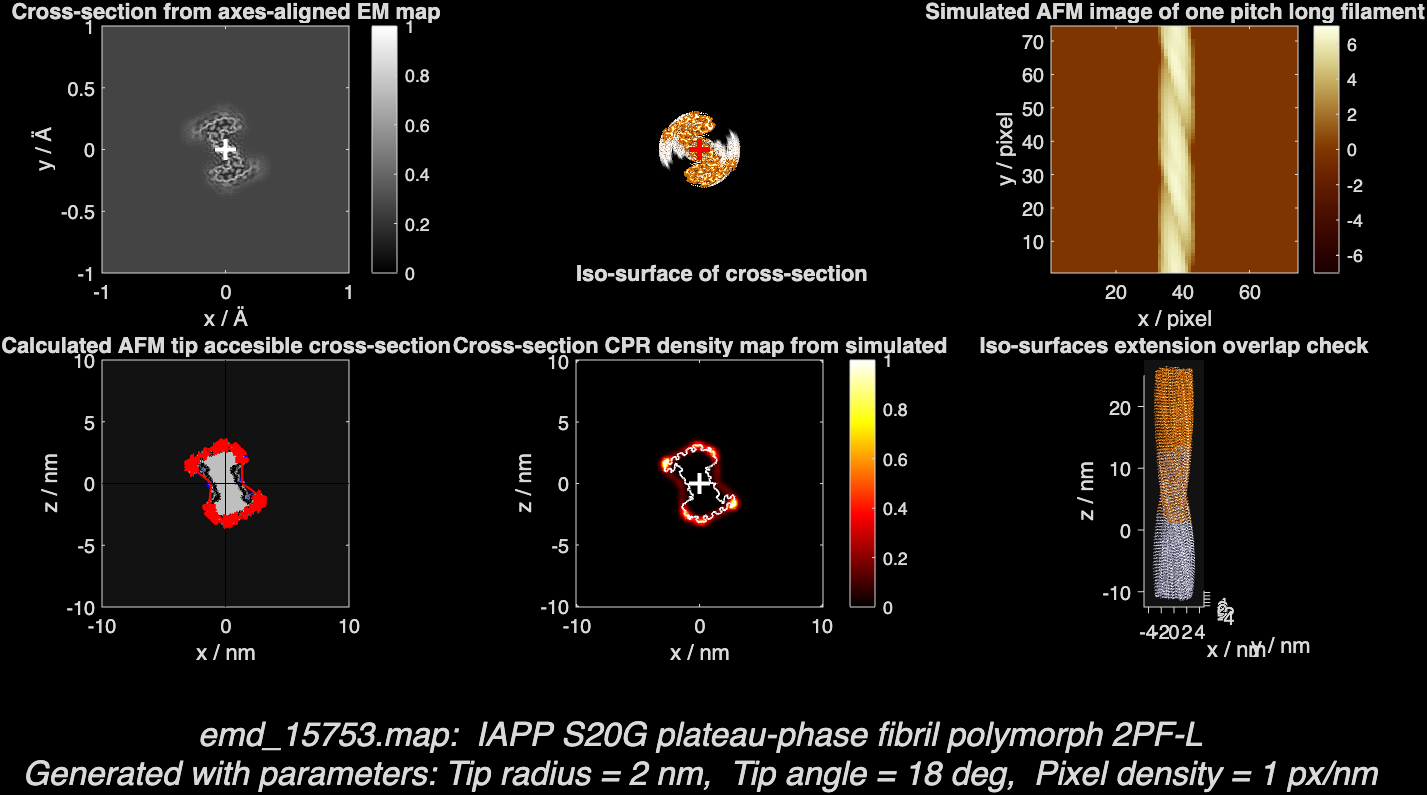 Cross-section from axes-aligned EM map
1
0.5
0
-0.5
-1
y / Å
-1 0 1
x / Å
1
0.8
0.6
0.4
0.2
0
Iso-surface of cross-section
Simulated AFM image of one pitch long filament
70
60
50
40
30
20
10
y / pixel
20 40 60
x / pixel
6
4
2
0
-2
-4
-6
Calculated AFM tip accesible cross-section
10
5
0
-5
-10
z / nm
-10 0 10
x / nm
Cross-section CPR density map from simulated
10
5
0
-5
-10
z / nm
-10 0 10
x / nm
1
0.8
0.6
0.4
0.2
0
Iso-surfaces extension overlap check
20
10
0
-10
z / nm
-4 -2 0 2 4
x / nm
y / nm
emd_15753.map: IAPP S20G plateau-phase fibril polymorph 2PF-L
Generated with parameters: Tip radius = 2 nm, Tip angle = 18 deg, Pixel density = 1 px/nm